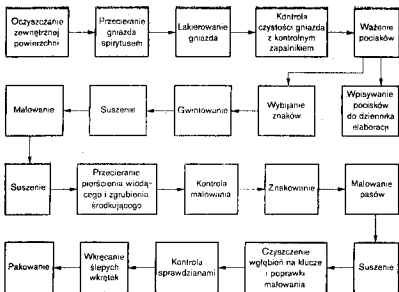 Oczyszczanie
zewnętrznej
powierzchni
Przecieranie
gniazda
spirytusem
Lakierowanie
gniazda
Kontrola
czystości gniazda
z kontrolnym
zapalnikiem
Ważenie
pocisków
Wpisywanie
pocisków
do dziennika
elaboracji
Wybijanie
znaków
Gwintowanie
Suszenie
Malowanie
Suszenie
Przecieranie
pierścienia wiodą-
cego i zgrubienia
środkującego
Kontrola
malowania
Znakowanie
Malowanie
pasów
Suszenie
Czyszczenie
wgłębień na klucze
i poprawki
malowania
Kontrola
sprawdzianami
Wkręcanie
ślepych
wkrętek
Pakowanie